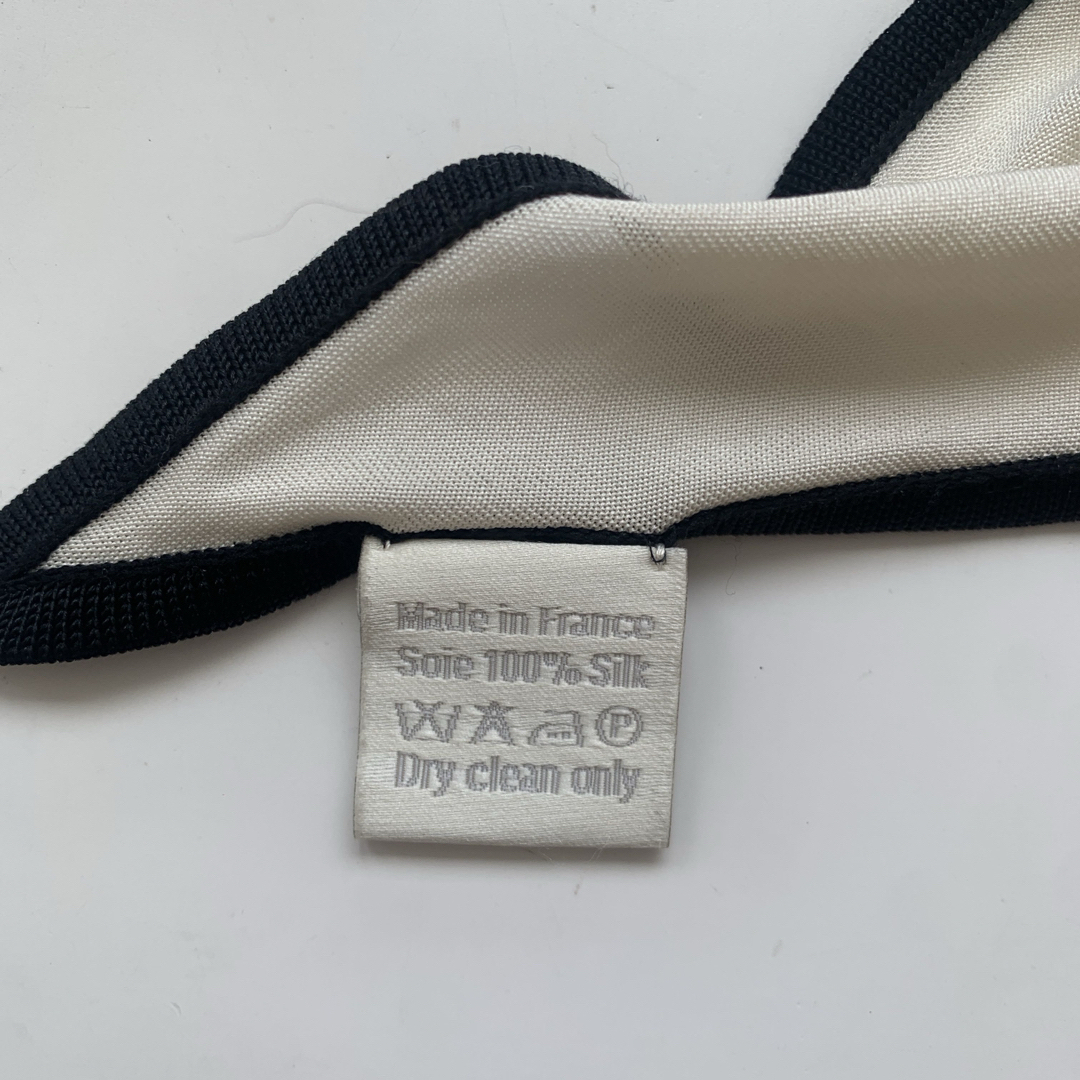 Made in France
Soie 100% Silk
P
Dry clean only